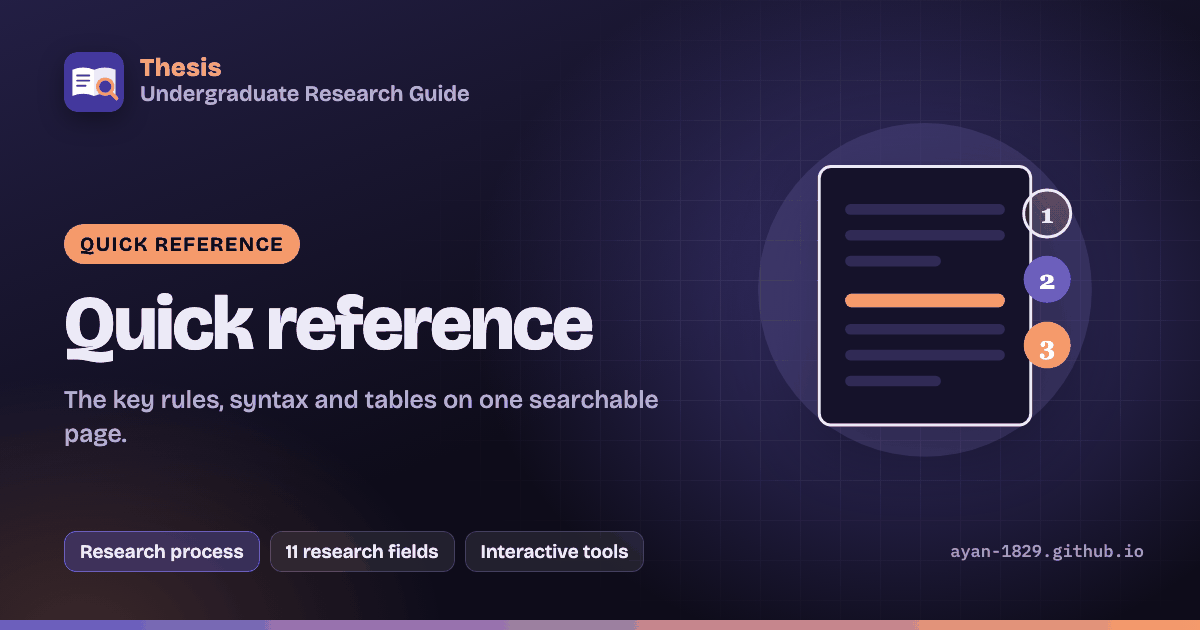 Thesis
Undergraduate Research Guide
QUICK REFERENCE
Quick reference
The key rules, syntax and tables on one searchable
page.
1
2
3
Research process
11 research fields
Interactive tools
ayan-1829.github.io